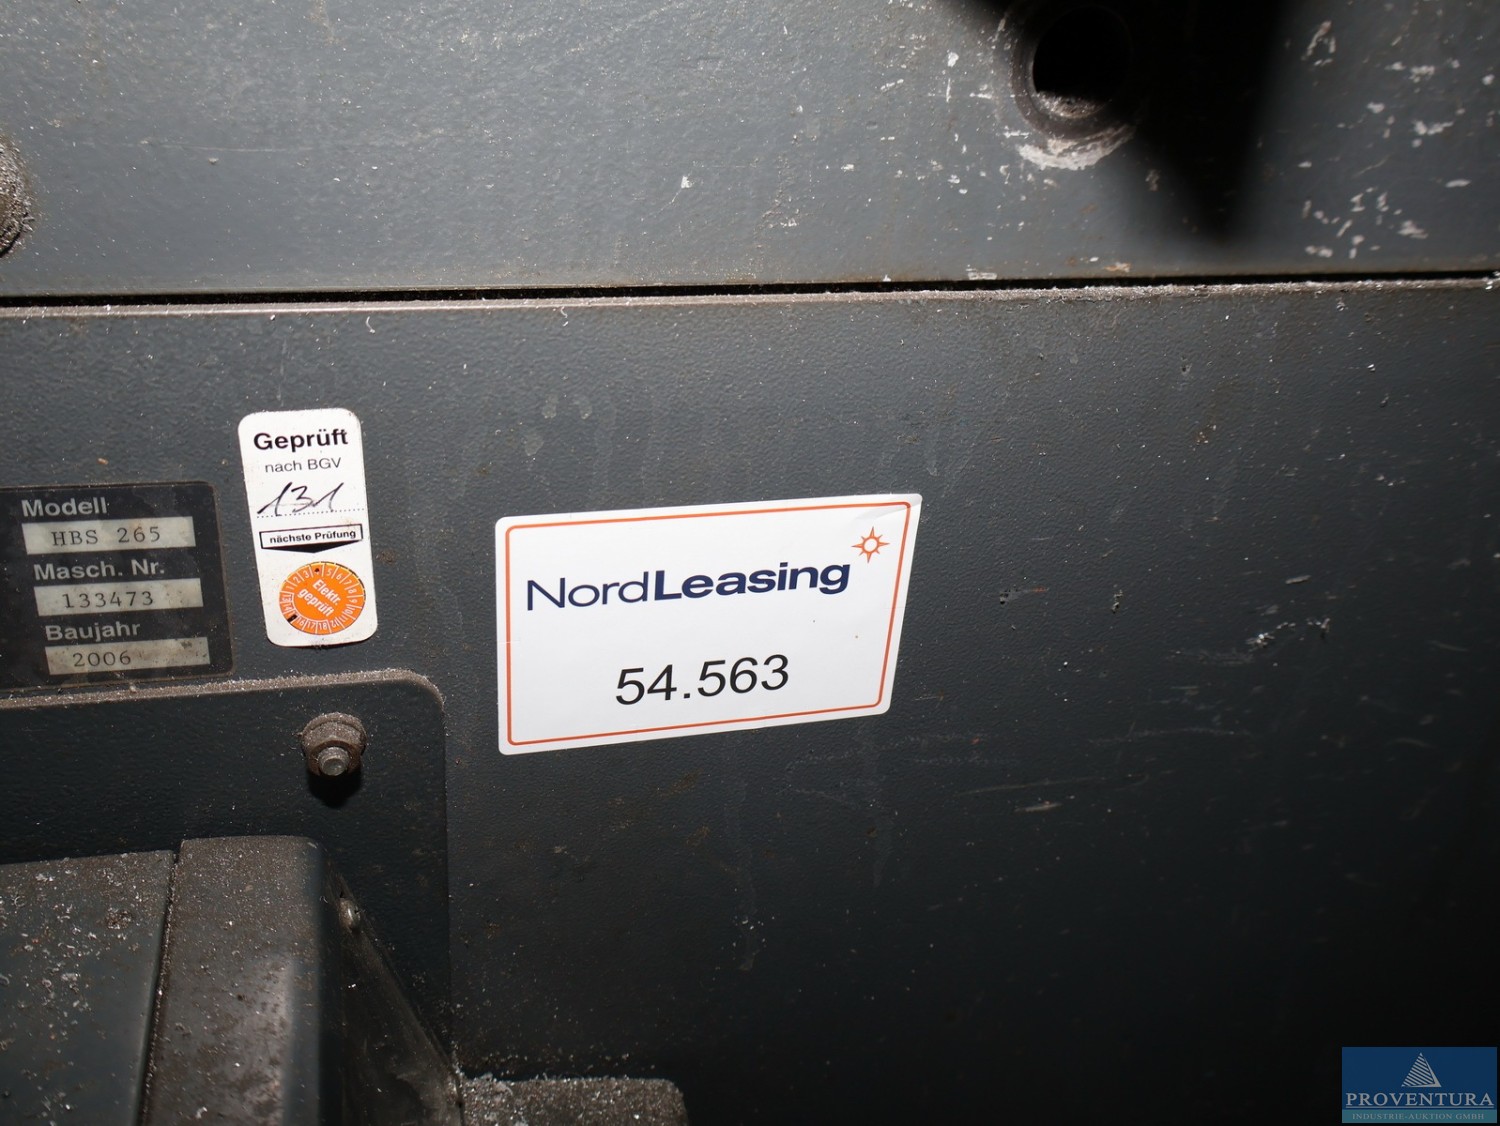 Modell
HBS 265
Masch. Nr.
133473
Baujahr
2006
Geprüft
nach BGV
131
nächste Prüfung
Elektr.
geprüft
NordLeasing
54.563
PROVENTURA
INDUSTRIE-AUKTION GMBH